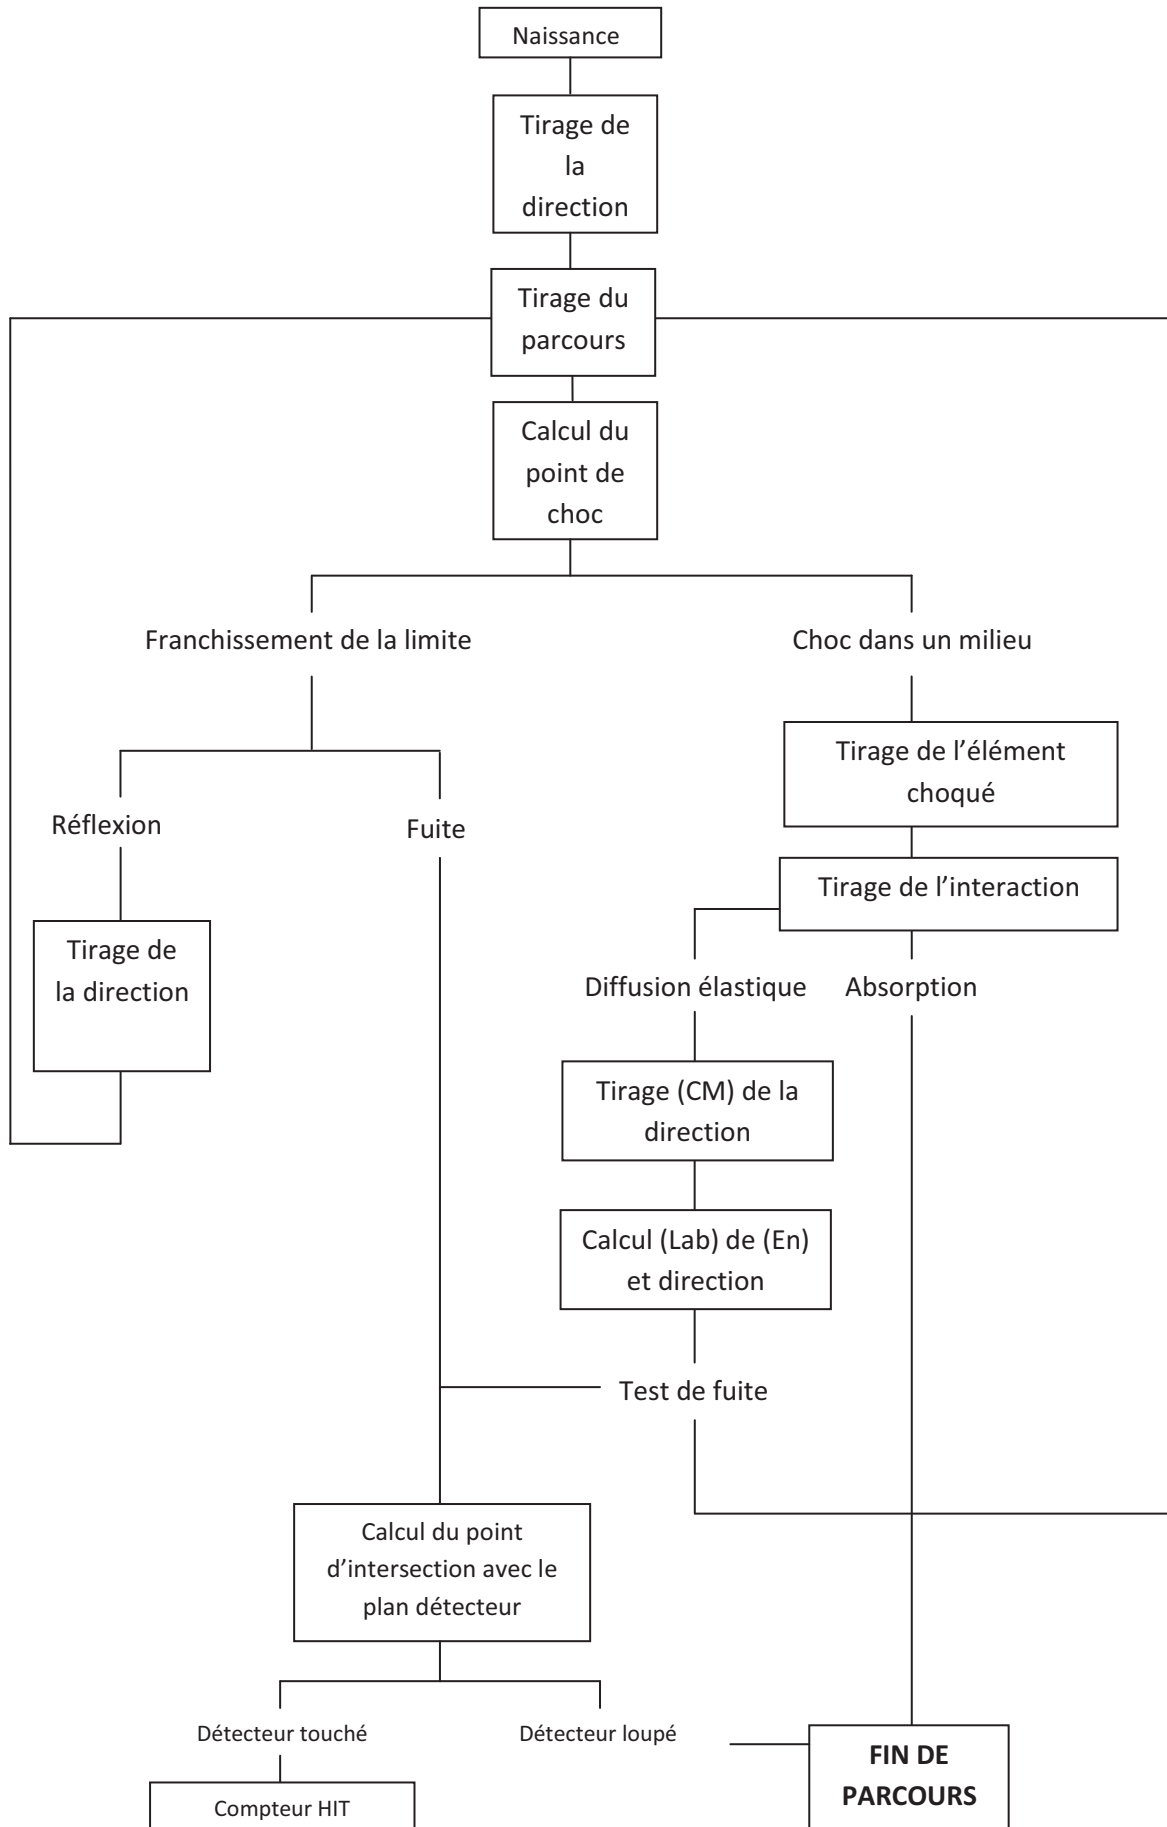 Naissance
Tirage de
la
direction
Tirage du
parcours
Calcul du
point de
choc
Franchissement de la limite
Choc dans un milieu
Tirage de l’élément
choqué
Réflexion
Fuite
Tirage de l’interaction
Tirage de
la direction
Diffusion élastique
Absorption
Tirage (CM) de la
direction
Calcul (Lab) de (En)
et direction
Test de fuite
Calcul du point
d’intersection avec le
plan détecteur
Détecteur touché
Détecteur loupé
FIN DE
PARCOURS
Compteur HIT